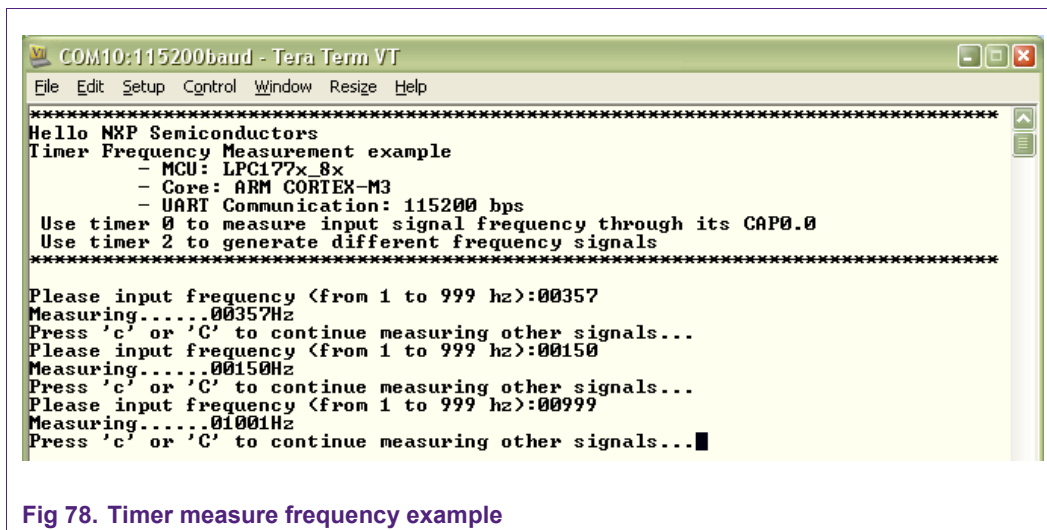 COM10:115200baud - Tera Term VT
File Edit Setup Control Window Resize Help
********************************************************************************
Hello NXP Semiconductors
Timer Frequency Measurement example
- MCU: LPC177x_8x
- Core: ARM CORTEX-M3
- UART Communication: 115200 bps
Use timer 0 to measure input signal frequency through its CAP0.0
Use timer 2 to generate different frequency signals
********************************************************************************
Please input frequency (from 1 to 999 hz):00357
Measuring......00357Hz
Press 'c' or 'C' to continue measuring other signals...
Please input frequency (from 1 to 999 hz):00150
Measuring......00150Hz
Press 'c' or 'C' to continue measuring other signals...
Please input frequency (from 1 to 999 hz):00999
Measuring......01001Hz
Press 'c' or 'C' to continue measuring other signals...
Fig 78. Timer measure frequency example